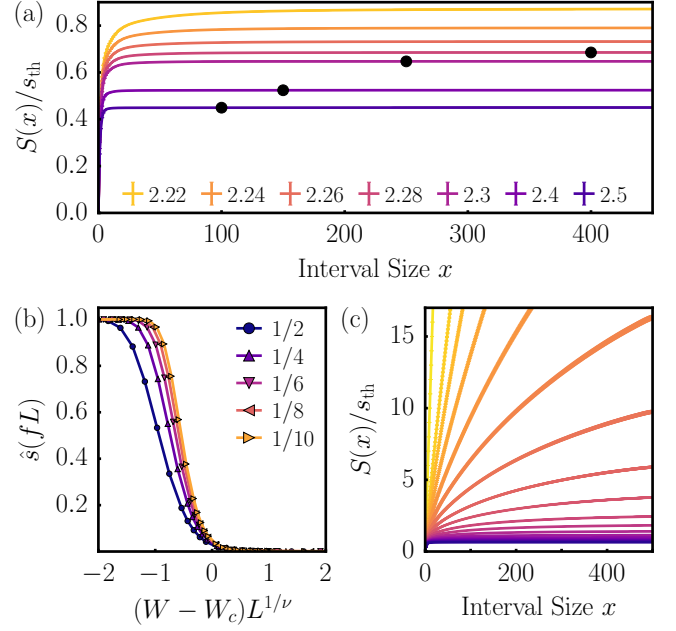 (a)
0.8
0.6
0.4
0.2
0.0
S(x)/s_th
2.22 2.24 2.26 2.28 2.3 2.4 2.5
0 100 200 300 400
Interval Size x
(b)
1.0
0.8
0.6
0.4
0.2
ŝ(fL)
1/2
1/4
1/6
1/8
1/10
−2 −1 0 1 2
(W − W_c)L^{1/ν}
(c)
15
10
5
0
S(x)/s_th
0 200 400
Interval Size x